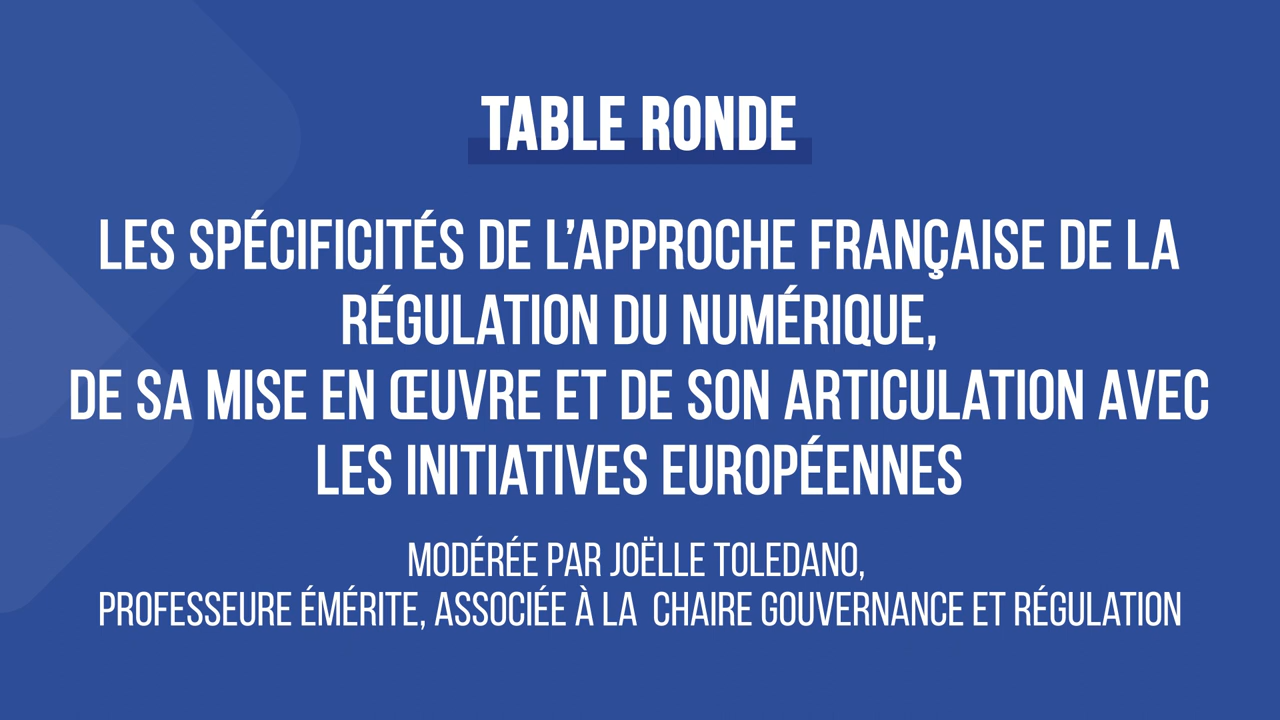 TABLE RONDE
LES SPÉCIFICITÉS DE L'APPROCHE FRANÇAISE DE LA
RÉGULATION DU NUMÉRIQUE,
DE SA MISE EN ŒUVRE ET DE SON ARTICULATION AVEC
LES INITIATIVES EUROPÉENNES
MODÉRÉE PAR JOËLLE TOLEDANO,
PROFESSEURE ÉMÉRITE, ASSOCIÉE À LA CHAIRE GOUVERNANCE ET RÉGULATION